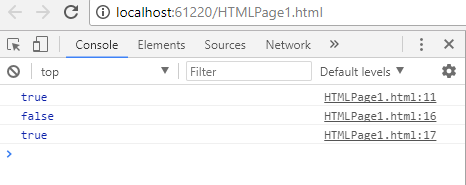 localhost:61220/HTMLPage1.html
Console Elements Sources Network
top Filter Default levels
true HTMLPage1.html:11
false HTMLPage1.html:16
true HTMLPage1.html:17